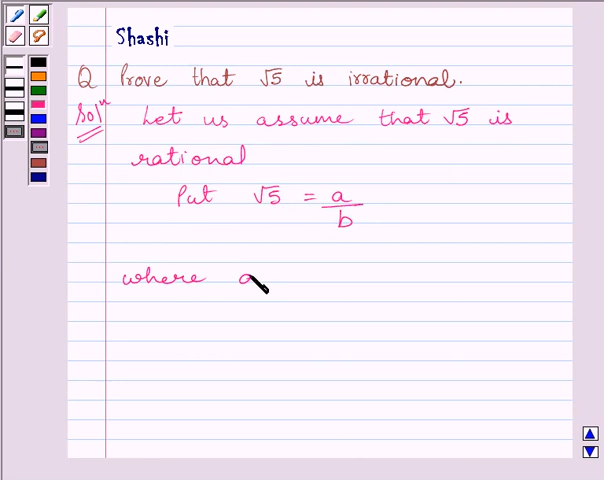 Shashi
Q Prove that √5 is irrational.
Solⁿ Let us assume that √5 is
rational
Put √5 = a/b
where a